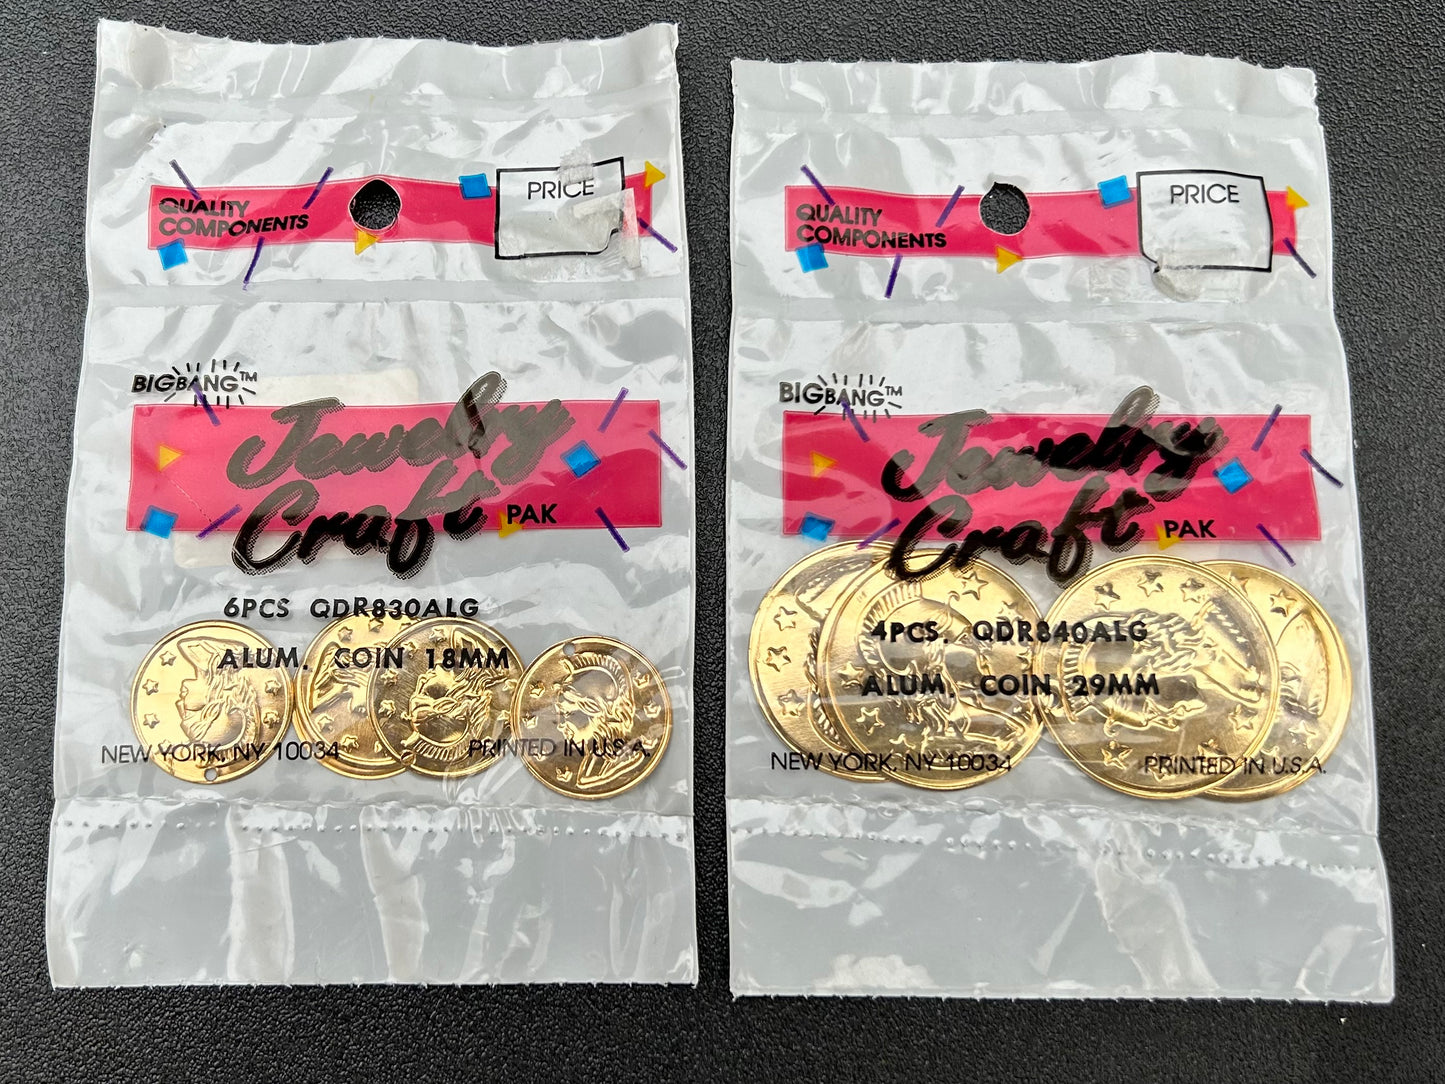 QUALITY
COMPONENTS
PRICE
BIGBANG™
Jewelry
Craft PAK
6PCS QDR830ALG
ALUM. COIN 18MM
NEW YORK, NY 10034
PRINTED IN U.S.A.
QUALITY
COMPONENTS
PRICE
BIGBANG™
Jewelry
Craft PAK
4PCS. QDR840ALG
ALUM. COIN 29MM
NEW YORK, NY 10034
PRINTED IN U.S.A.